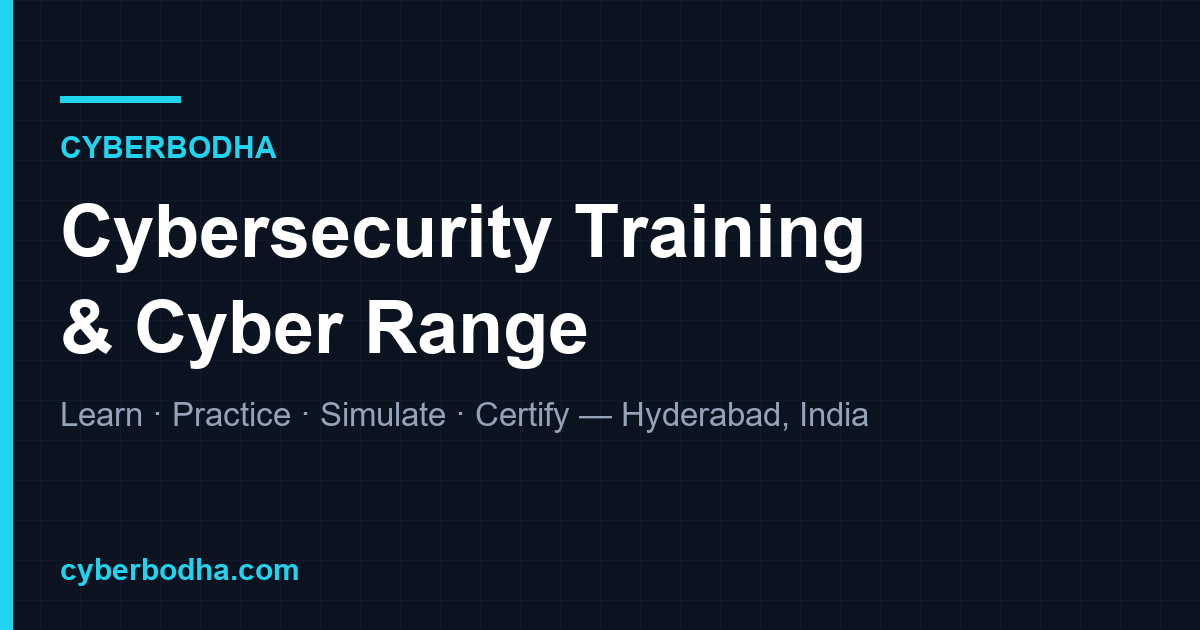 CYBERBODHA
Cybersecurity Training
& Cyber Range
Learn · Practice · Simulate · Certify — Hyderabad, India
cyberbodha.com